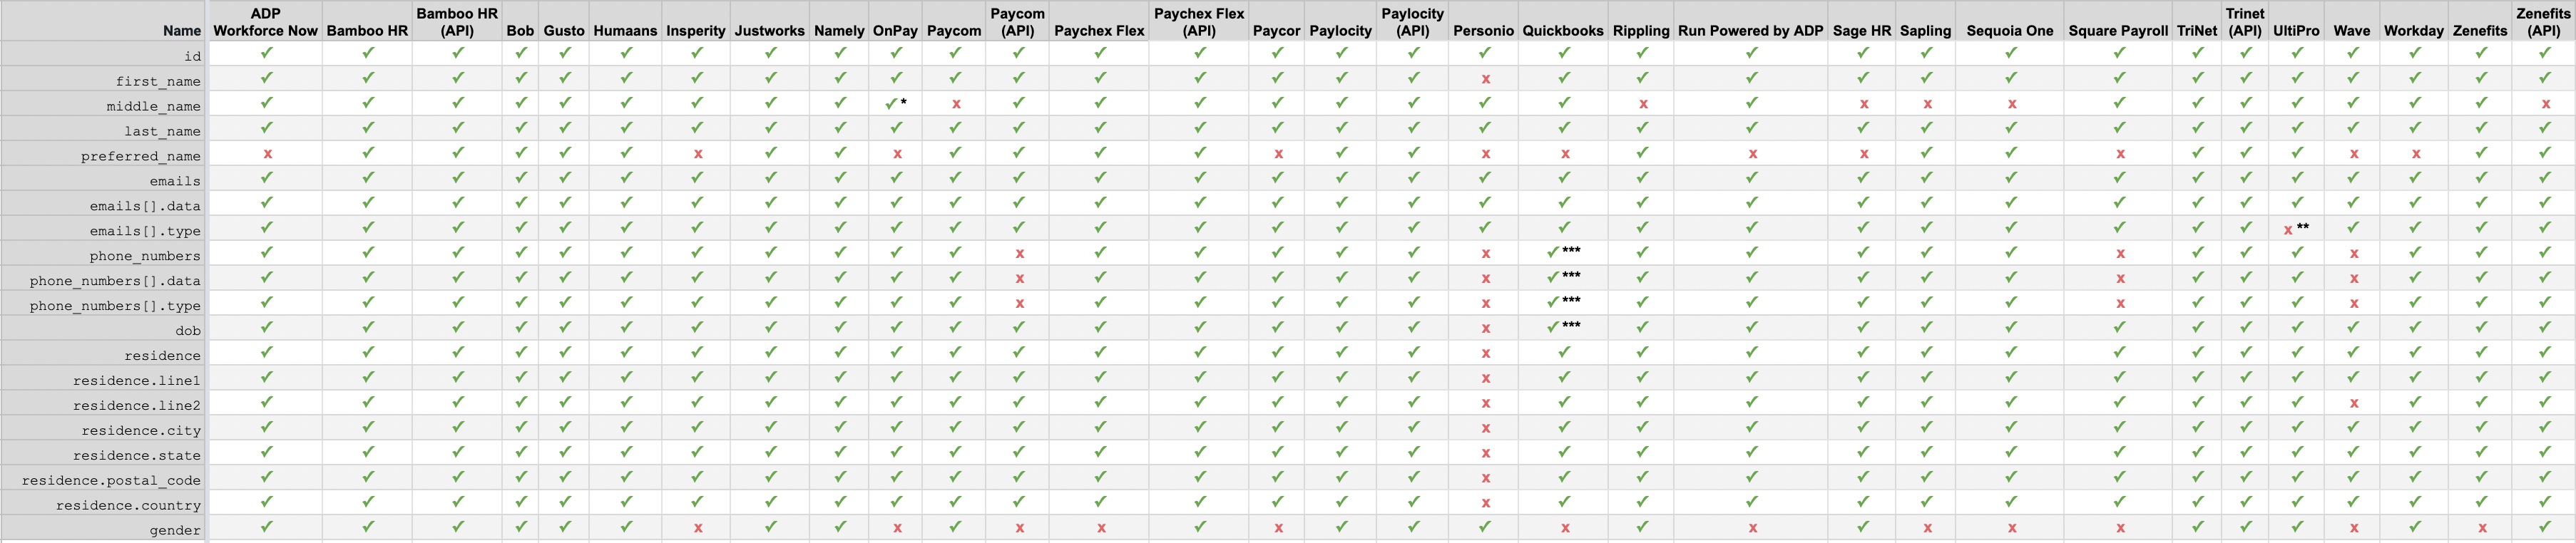 ADP Bamboo HR Paycom Paychex Flex Paylocity Trinet Zenefits
Name Workforce Now Bamboo HR (API) Bob Gusto Humaans Insperity Justworks Namely OnPay Paycom (API) Paychex Flex (API) Paycor Paylocity (API) Personio Quickbooks Rippling Run Powered by ADP Sage HR Sapling Sequoia One Square Payroll TriNet (API) UltiPro Wave Workday Zenefits (API)
id ✓ ✓ ✓ ✓ ✓ ✓ ✓ ✓ ✓ ✓ ✓ ✓ ✓ ✓ ✓ ✓ ✓ ✓ ✓ ✓ ✓ ✓ ✓ ✓ ✓ ✓ ✓ ✓ ✓ ✓ ✓ ✓
first_name ✓ ✓ ✓ ✓ ✓ ✓ ✓ ✓ ✓ ✓ ✓ ✓ ✓ ✓ ✓ ✓ ✓ x ✓ ✓ ✓ ✓ ✓ ✓ ✓ ✓ ✓ ✓ ✓ ✓ ✓ ✓
middle_name ✓ ✓ ✓ ✓ ✓ ✓ ✓ ✓ ✓ ✓* x ✓ ✓ ✓ ✓ ✓ ✓ ✓ ✓ x ✓ x x x ✓ ✓ ✓ ✓ ✓ ✓ ✓ x
last_name ✓ ✓ ✓ ✓ ✓ ✓ ✓ ✓ ✓ ✓ ✓ ✓ ✓ ✓ ✓ ✓ ✓ ✓ ✓ ✓ ✓ ✓ ✓ ✓ ✓ ✓ ✓ ✓ ✓ ✓ ✓ ✓
preferred_name x ✓ ✓ ✓ ✓ ✓ x ✓ ✓ x ✓ ✓ ✓ ✓ x ✓ ✓ x x ✓ x x ✓ ✓ x ✓ ✓ ✓ x x ✓ ✓
emails ✓ ✓ ✓ ✓ ✓ ✓ ✓ ✓ ✓ ✓ ✓ ✓ ✓ ✓ ✓ ✓ ✓ ✓ ✓ ✓ ✓ ✓ ✓ ✓ ✓ ✓ ✓ ✓ ✓ ✓ ✓ ✓
emails[].data ✓ ✓ ✓ ✓ ✓ ✓ ✓ ✓ ✓ ✓ ✓ ✓ ✓ ✓ ✓ ✓ ✓ ✓ ✓ ✓ ✓ ✓ ✓ ✓ ✓ ✓ ✓ ✓ ✓ ✓ ✓ ✓
emails[].type ✓ ✓ ✓ ✓ ✓ ✓ ✓ ✓ ✓ ✓ ✓ ✓ ✓ ✓ ✓ ✓ ✓ ✓ ✓ ✓ ✓ ✓ ✓ ✓ ✓ ✓ ✓ x ** ✓ ✓ ✓ ✓
phone_numbers ✓ ✓ ✓ ✓ ✓ ✓ ✓ ✓ ✓ ✓ ✓ x ✓ ✓ ✓ ✓ ✓ x ✓*** ✓ ✓ ✓ ✓ ✓ x ✓ ✓ ✓ x ✓ ✓ ✓
phone_numbers[].data ✓ ✓ ✓ ✓ ✓ ✓ ✓ ✓ ✓ ✓ ✓ x ✓ ✓ ✓ ✓ ✓ x ✓*** ✓ ✓ ✓ ✓ ✓ x ✓ ✓ ✓ x ✓ ✓ ✓
phone_numbers[].type ✓ ✓ ✓ ✓ ✓ ✓ ✓ ✓ ✓ ✓ ✓ x ✓ ✓ ✓ ✓ ✓ x ✓*** ✓ ✓ ✓ ✓ ✓ x ✓ ✓ ✓ x ✓ ✓ ✓
dob ✓ ✓ ✓ ✓ ✓ ✓ ✓ ✓ ✓ ✓ ✓ ✓ ✓ ✓ ✓ ✓ ✓ x ✓*** ✓ ✓ ✓ ✓ ✓ ✓ ✓ ✓ ✓ ✓ ✓ ✓ ✓
residence ✓ ✓ ✓ ✓ ✓ ✓ ✓ ✓ ✓ ✓ ✓ ✓ ✓ ✓ ✓ ✓ ✓ x ✓ ✓ ✓ ✓ ✓ ✓ ✓ ✓ ✓ ✓ ✓ ✓ ✓ ✓
residence.line1 ✓ ✓ ✓ ✓ ✓ ✓ ✓ ✓ ✓ ✓ ✓ ✓ ✓ ✓ ✓ ✓ ✓ x ✓ ✓ ✓ ✓ ✓ ✓ ✓ ✓ ✓ ✓ ✓ ✓ ✓ ✓
residence.line2 ✓ ✓ ✓ ✓ ✓ ✓ ✓ ✓ ✓ ✓ ✓ ✓ ✓ ✓ ✓ ✓ ✓ x ✓ ✓ ✓ ✓ ✓ ✓ ✓ ✓ ✓ ✓ x ✓ ✓ ✓
residence.city ✓ ✓ ✓ ✓ ✓ ✓ ✓ ✓ ✓ ✓ ✓ ✓ ✓ ✓ ✓ ✓ ✓ x ✓ ✓ ✓ ✓ ✓ ✓ ✓ ✓ ✓ ✓ ✓ ✓ ✓ ✓
residence.state ✓ ✓ ✓ ✓ ✓ ✓ ✓ ✓ ✓ ✓ ✓ ✓ ✓ ✓ ✓ ✓ ✓ x ✓ ✓ ✓ ✓ ✓ ✓ ✓ ✓ ✓ ✓ ✓ ✓ ✓ ✓
residence.postal_code ✓ ✓ ✓ ✓ ✓ ✓ ✓ ✓ ✓ ✓ ✓ ✓ ✓ ✓ ✓ ✓ ✓ x ✓ ✓ ✓ ✓ ✓ ✓ ✓ ✓ ✓ ✓ ✓ ✓ ✓ ✓
residence.country ✓ ✓ ✓ ✓ ✓ ✓ ✓ ✓ ✓ ✓ ✓ ✓ ✓ ✓ ✓ ✓ ✓ x ✓ ✓ ✓ ✓ ✓ ✓ ✓ ✓ ✓ ✓ ✓ ✓ ✓ ✓
gender ✓ ✓ ✓ ✓ ✓ ✓ x ✓ ✓ x ✓ x x ✓ x ✓ ✓ ✓ x ✓ x ✓ x x x ✓ ✓ ✓ x ✓ x ✓